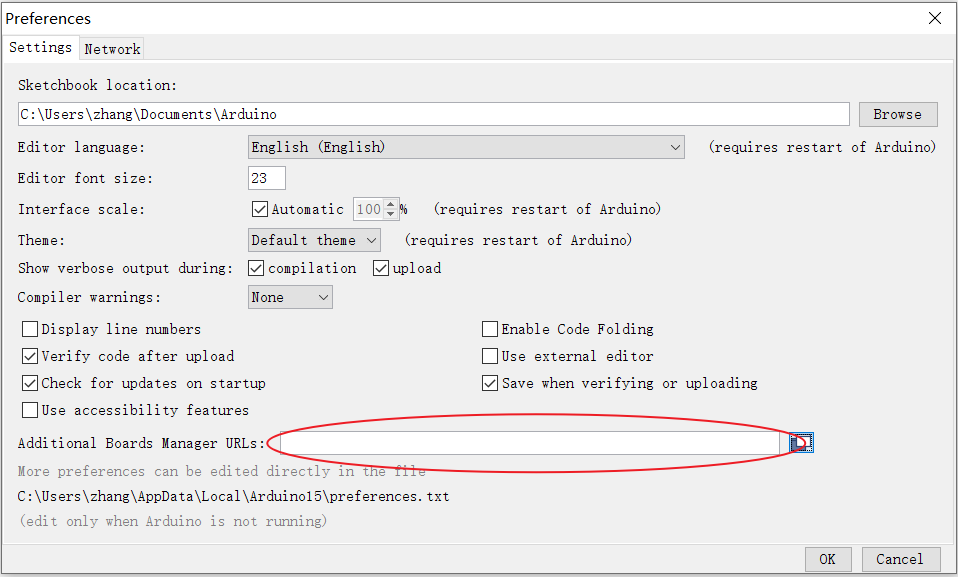 Preferences
Settings Network
Sketchbook location:
C:\Users\zhang\Documents\Arduino Browse
Editor language: English (English) (requires restart of Arduino)
Editor font size: 23
Interface scale: Automatic 100 % (requires restart of Arduino)
Theme: Default theme (requires restart of Arduino)
Show verbose output during: compilation upload
Compiler warnings: None
Display line numbers Enable Code Folding
Verify code after upload Use external editor
Check for updates on startup Save when verifying or uploading
Use accessibility features
Additional Boards Manager URLs:
More preferences can be edited directly in the file
C:\Users\zhang\AppData\Local\Arduino15\preferences.txt
(edit only when Arduino is not running)
OK Cancel